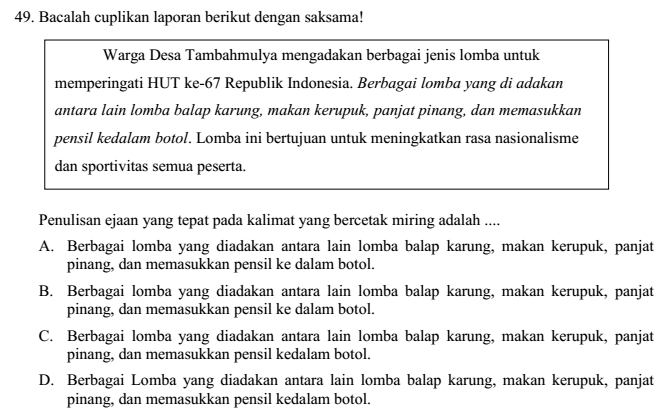 49. Bacalah cuplikan laporan berikut dengan saksama!
Warga Desa Tambahmulya mengadakan berbagai jenis lomba untuk
memperingati HUT ke-67 Republik Indonesia. Berbagai lomba yang di adakan
antara lain lomba balap karung, makan kerupuk, panjat pinang, dan memasukkan
pensil kedalam botol. Lomba ini bertujuan untuk meningkatkan rasa nasionalisme
dan sportivitas semua peserta.
Penulisan ejaan yang tepat pada kalimat yang bercetak miring adalah ....
A. Berbagai lomba yang diadakan antara lain lomba balap karung, makan kerupuk, panjat
pinang, dan memasukkan pensil ke dalam botol.
B. Berbagai lomba yang diadakan antara lain lomba balap karung, makan kerupuk, panjat
pinang, dan memasukkan pensil ke dalam botol.
C. Berbagai lomba yang diadakan antara lain lomba balap karung, makan kerupuk, panjat
pinang, dan memasukkan pensil kedalam botol.
D. Berbagai Lomba yang diadakan antara lain lomba balap karung, makan kerupuk, panjat
pinang, dan memasukkan pensil kedalam botol.